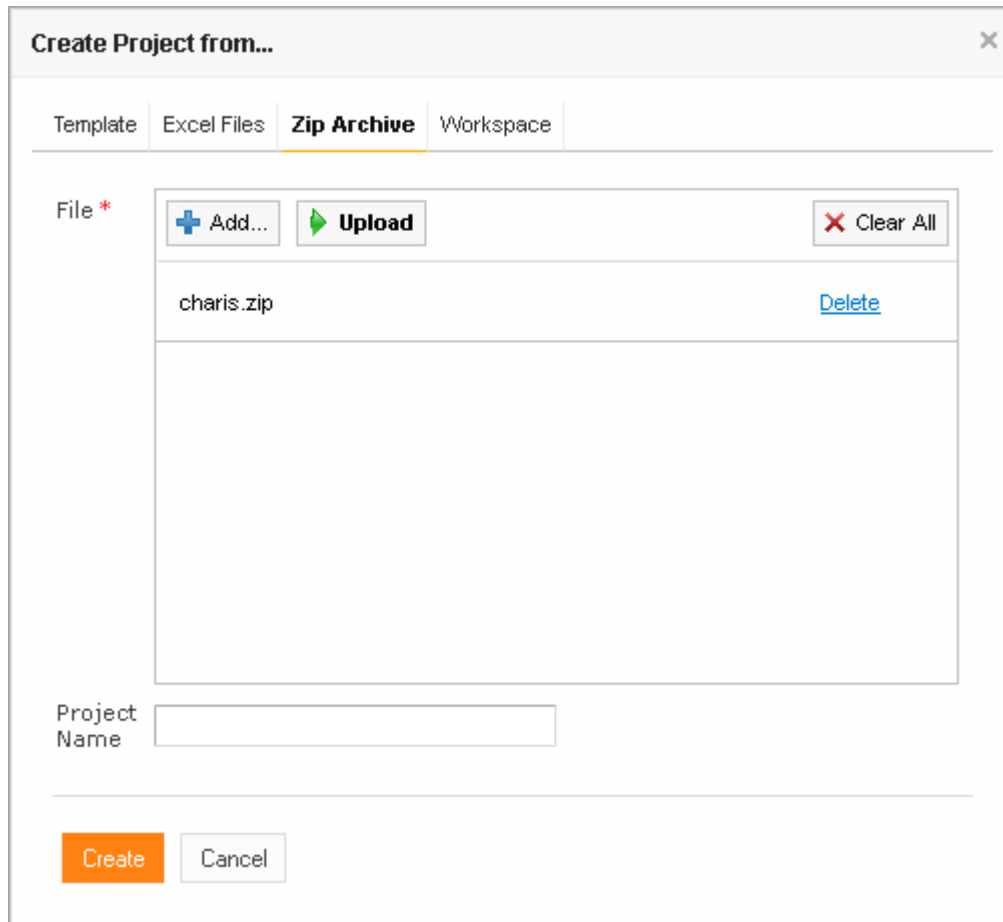 Create Project from...
Template Excel Files Zip Archive Workspace
File * Add... Upload Clear All
charis.zip Delete
Project
Name
Create Cancel